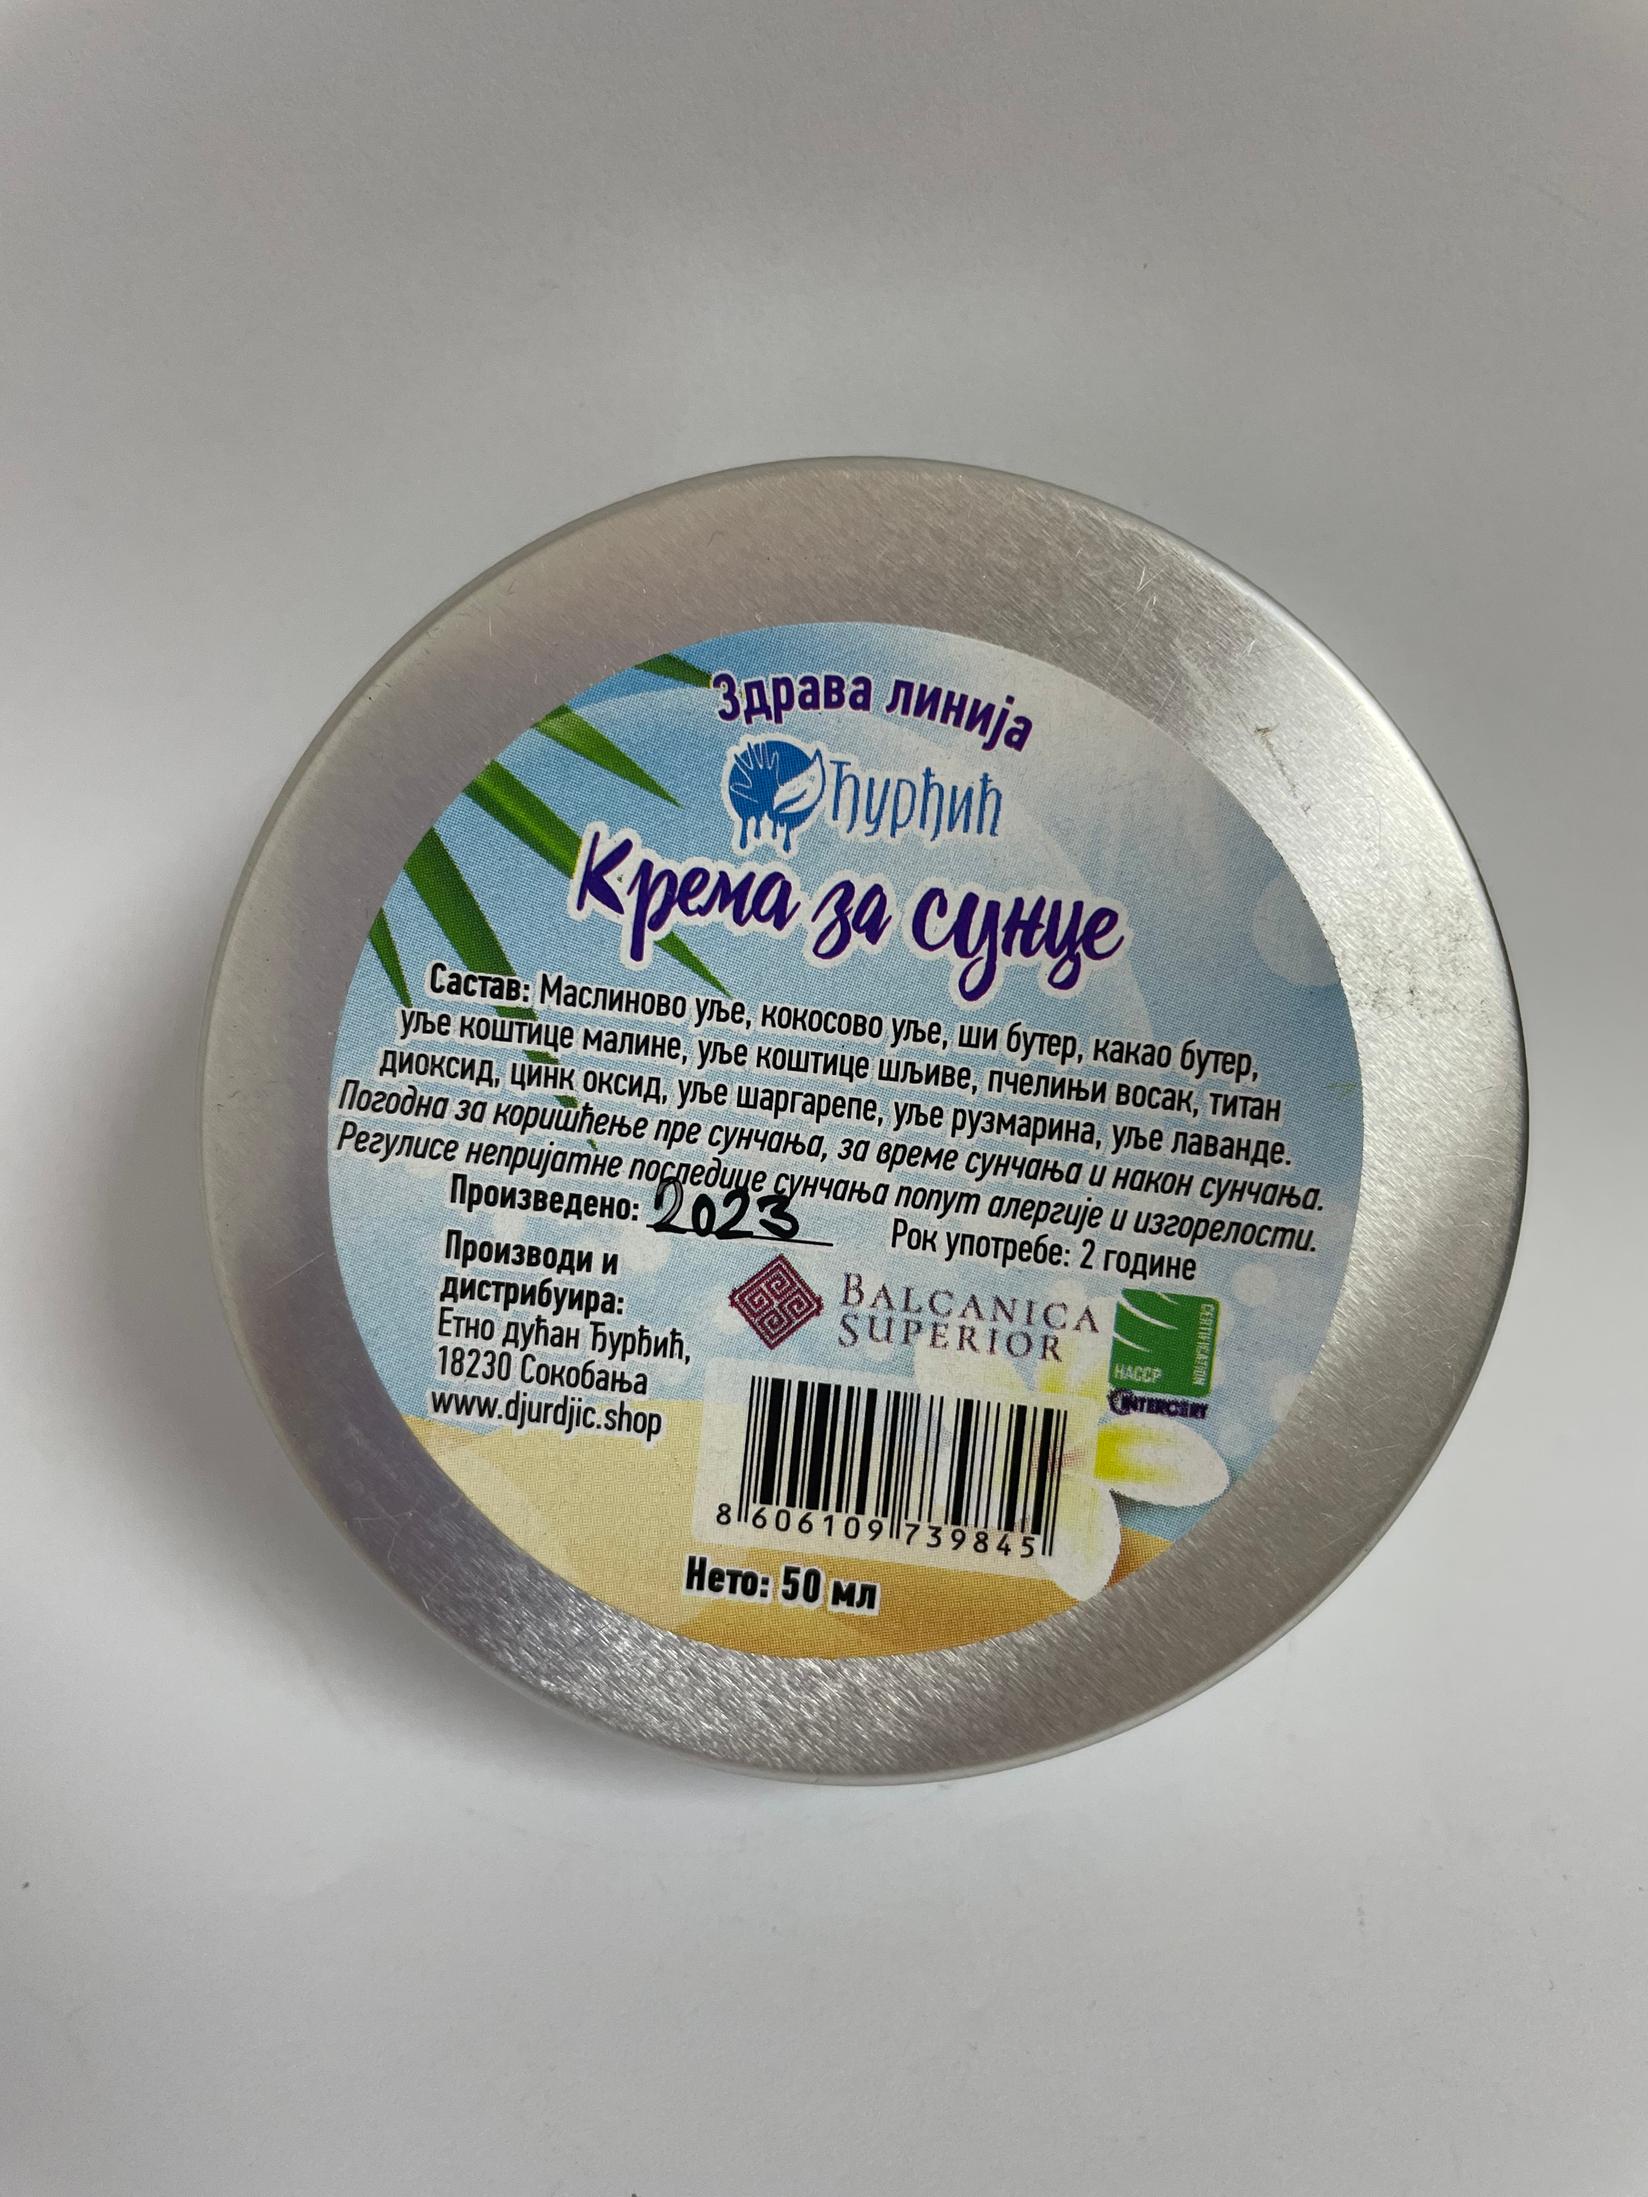 Здрава линија
Ђурђић
Крема за сунце
Састав: Маслиново уље, кокосово уље, ши бутер, какао бутер,
уље коштице малине, уље коштице шљиве, пчелињи восак, титан
диоксид, цинк оксид, уље шаргарепе, уље рузмарина, уље лаванде.
Погодна за коришћење пре сунчања, за време сунчања и након сунчања.
Регулисе непријатне последице сунчања попут алергије и изгорелости.
Произведено: 2023
Рок употребе: 2 године
Производи и
дистрибуира:
Етно дућан Ђурђић,
18230 Сокобања
www.djurdjic.shop
BALCANICA
SUPERIOR
CERTIFICATION
HACCP
INTERCERT
8 606109 739845
Нето: 50 мл